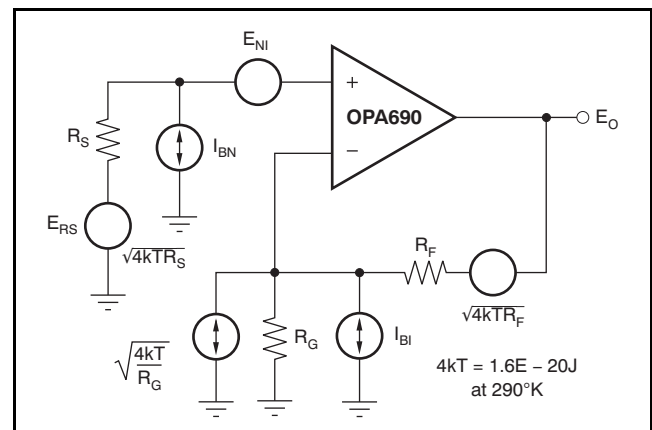 E_NI
+
OPA690
−
E_O
R_S
I_BN
E_RS
√4kTR_S
R_F
√4kTR_F
√4kT/R_G
R_G
I_BI
4kT = 1.6E – 20J
at 290°K